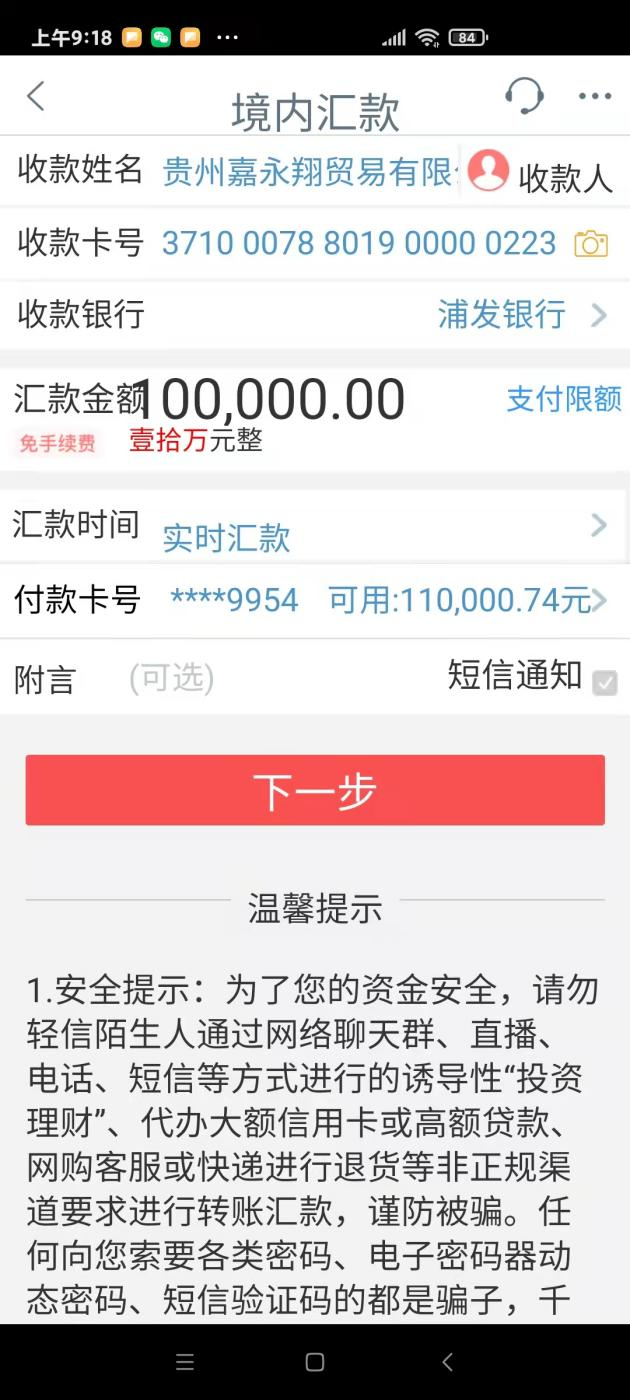 上午9:18
84
境内汇款
收款姓名 贵州嘉永翔贸易有限 收款人
收款卡号 3710 0078 8019 0000 0223
收款银行 浦发银行
汇款金额 100,000.00 支付限额
免手续费 壹拾万元整
汇款时间 实时汇款
付款卡号 ****9954 可用:110,000.74元
附言 (可选) 短信通知
下一步
温馨提示
1.安全提示：为了您的资金安全，请勿
轻信陌生人通过网络聊天群、直播、
电话、短信等方式进行的诱导性“投资
理财”、代办大额信用卡或高额贷款、
网购客服或快递进行退货等非正规渠
道要求进行转账汇款，谨防被骗。任
何向您索要各类密码、电子密码器动
态密码、短信验证码的都是骗子，千